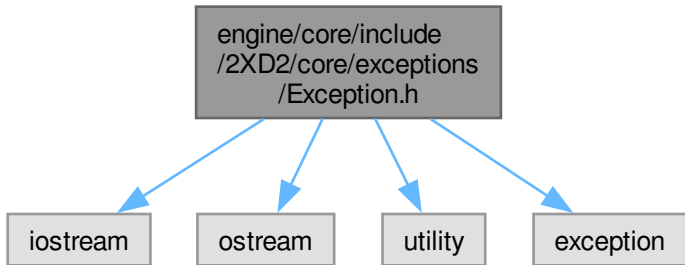 engine/core/include
/2XD2/core/exceptions
/Exception.h
iostream
ostream
utility
exception